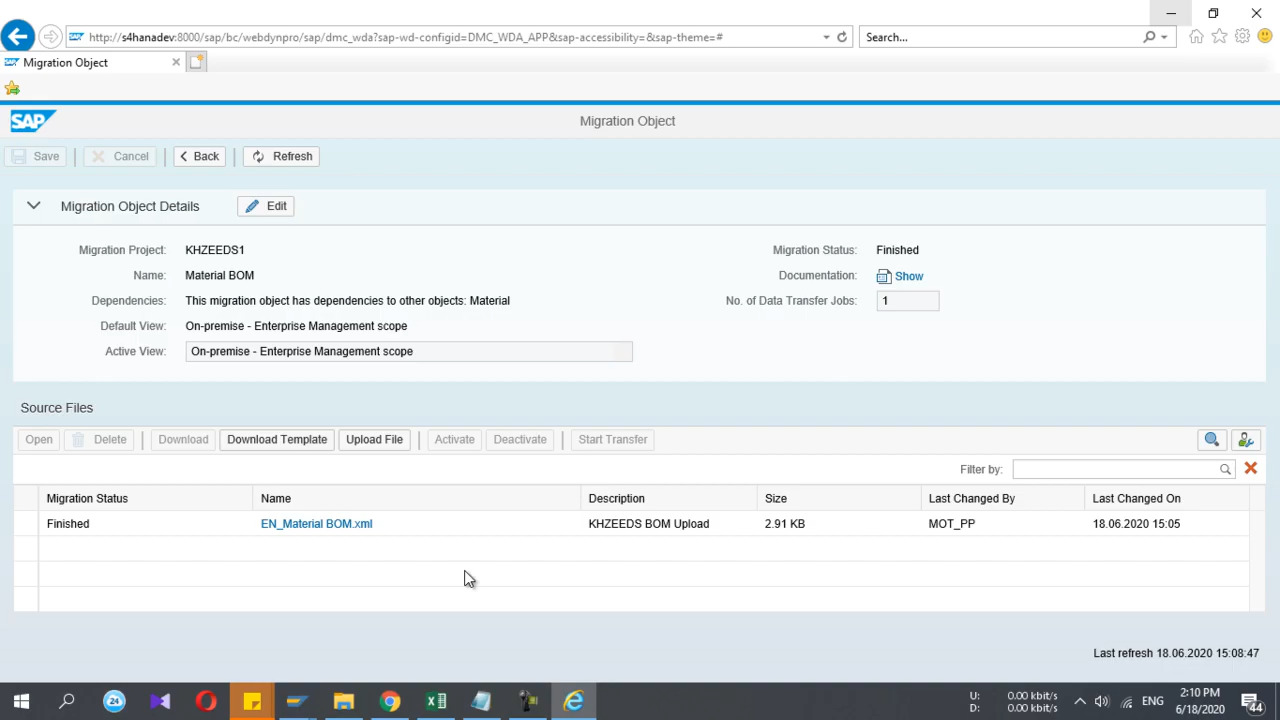 http://s4hanadev:8000/sap/bc/webdynpro/sap/dmc_wda?sap-wd-configid=DMC_WDA_APP&sap-accessibility=&sap-theme=#
Search...
Migration Object
SAP
Migration Object
Save
Cancel
Back
Refresh
Migration Object Details
Edit
Migration Project: KHZEEDS1
Migration Status: Finished
Name: Material BOM
Documentation: Show
Dependencies: This migration object has dependencies to other objects: Material
No. of Data Transfer Jobs: 1
Default View: On-premise - Enterprise Management scope
Active View: On-premise - Enterprise Management scope
Source Files
Open
Delete
Download
Download Template
Upload File
Activate
Deactivate
Start Transfer
Filter by:
Migration Status Name Description Size Last Changed By Last Changed On
Finished EN_Material BOM.xml KHZEEDS BOM Upload 2.91 KB MOT_PP 18.06.2020 15:05
Last refresh 18.06.2020 15:08:47
24
U: 0.00 kbit/s
D: 0.00 kbit/s
ENG
2:10 PM
6/18/2020
44